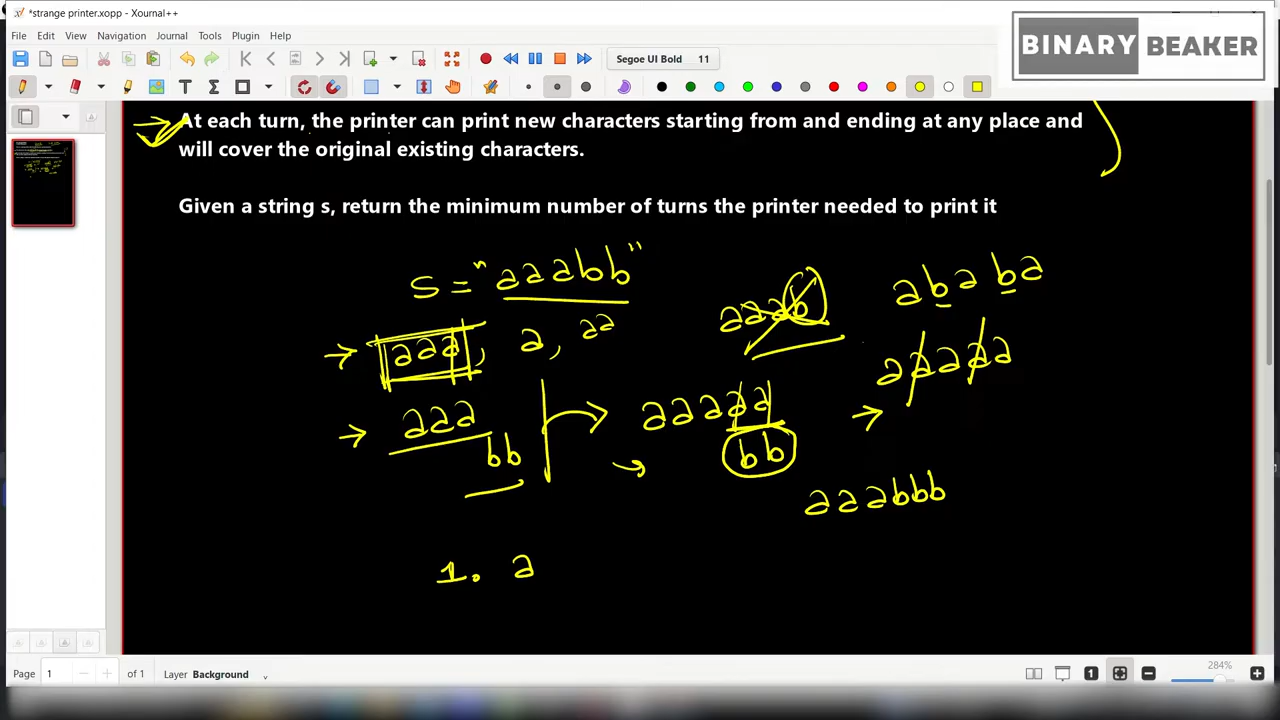 *strange printer.xopp - Xournal++
File Edit View Navigation Journal Tools Plugin Help
BINARY BEAKER
Segoe UI Bold 11
At each turn, the printer can print new characters starting from and ending at any place and
will cover the original existing characters.
Given a string s, return the minimum number of turns the printer needed to print it
s = "aaabb"
aaab
ababa
→ aaa, a, aa
aaaaa
→ aaa
bb
→ aaaaa
→
→ bb
aaabbb
1. a
Page 1 of 1 Layer Background
1
284%